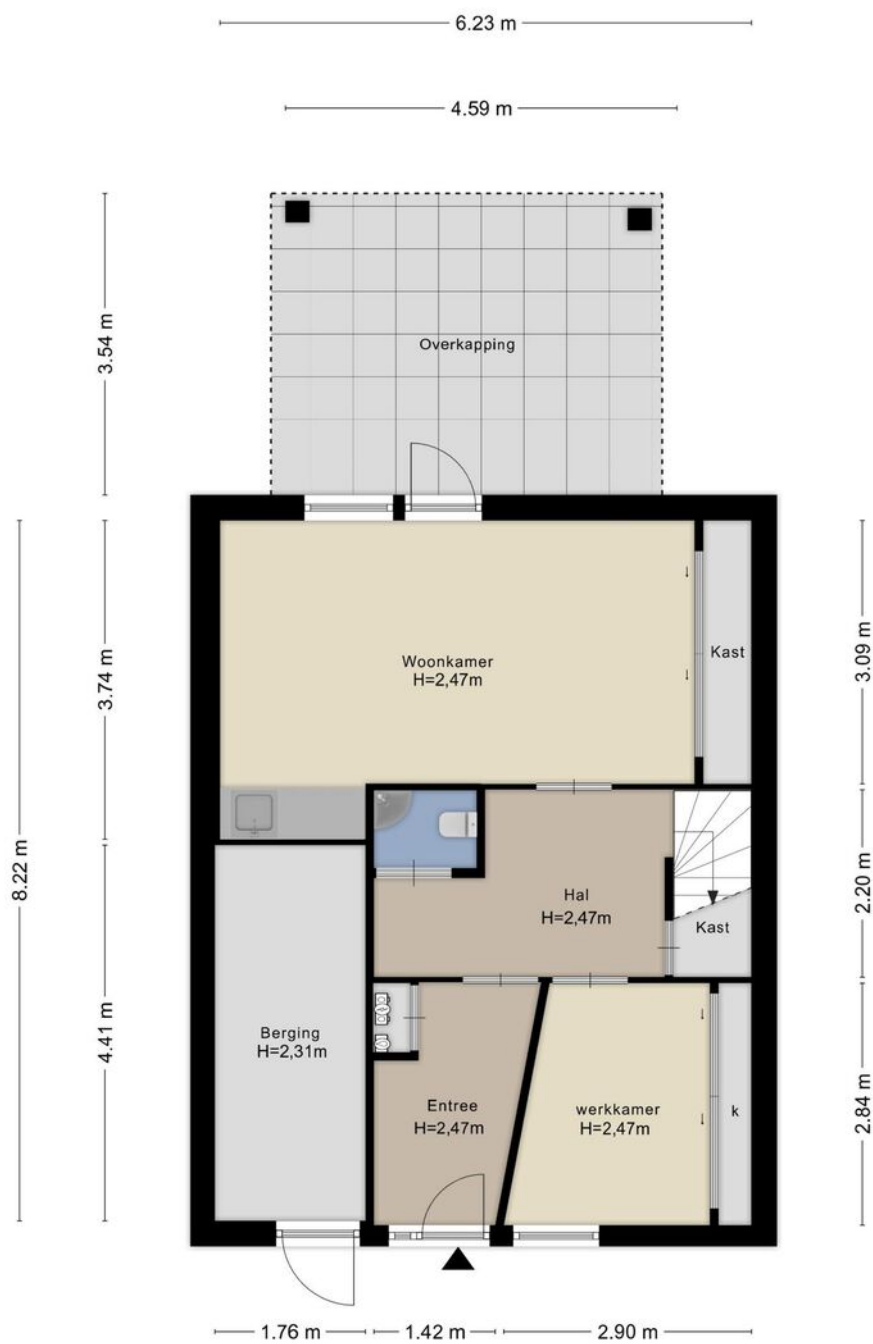 6.23 m
4.59 m
3.54 m
Overkapping
3.74 m
Woonkamer
H=2,47m
Kast
3.09 m
8.22 m
Hal
H=2,47m
Kast
2.20 m
4.41 m
Berging
H=2,31m
Entree
H=2,47m
werkkamer
H=2,47m
k
2.84 m
1.76 m
1.42 m
2.90 m